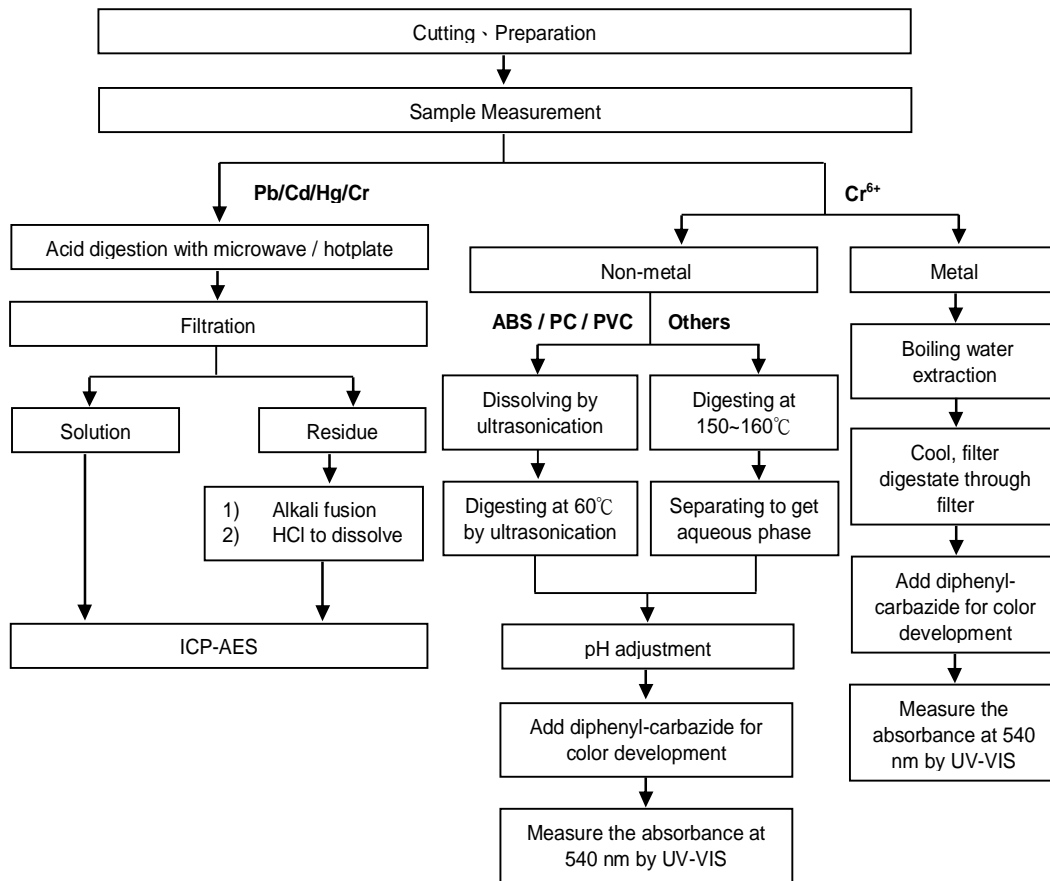 Cutting、Preparation
Sample Measurement
Pb/Cd/Hg/Cr
Cr⁶⁺
Acid digestion with microwave / hotplate
Non-metal
Metal
Filtration
ABS / PC / PVC
Others
Boiling water
extraction
Solution
Residue
Dissolving by
ultrasonication
Digesting at
150~160℃
Cool, filter
digestate through
filter
1) Alkali fusion
2) HCl to dissolve
Digesting at 60℃
by ultrasonication
Separating to get
aqueous phase
Add diphenyl-
carbazide for color
development
ICP-AES
pH adjustment
Measure the
absorbance at 540
nm by UV-VIS
Add diphenyl-carbazide for
color development
Measure the absorbance at
540 nm by UV-VIS